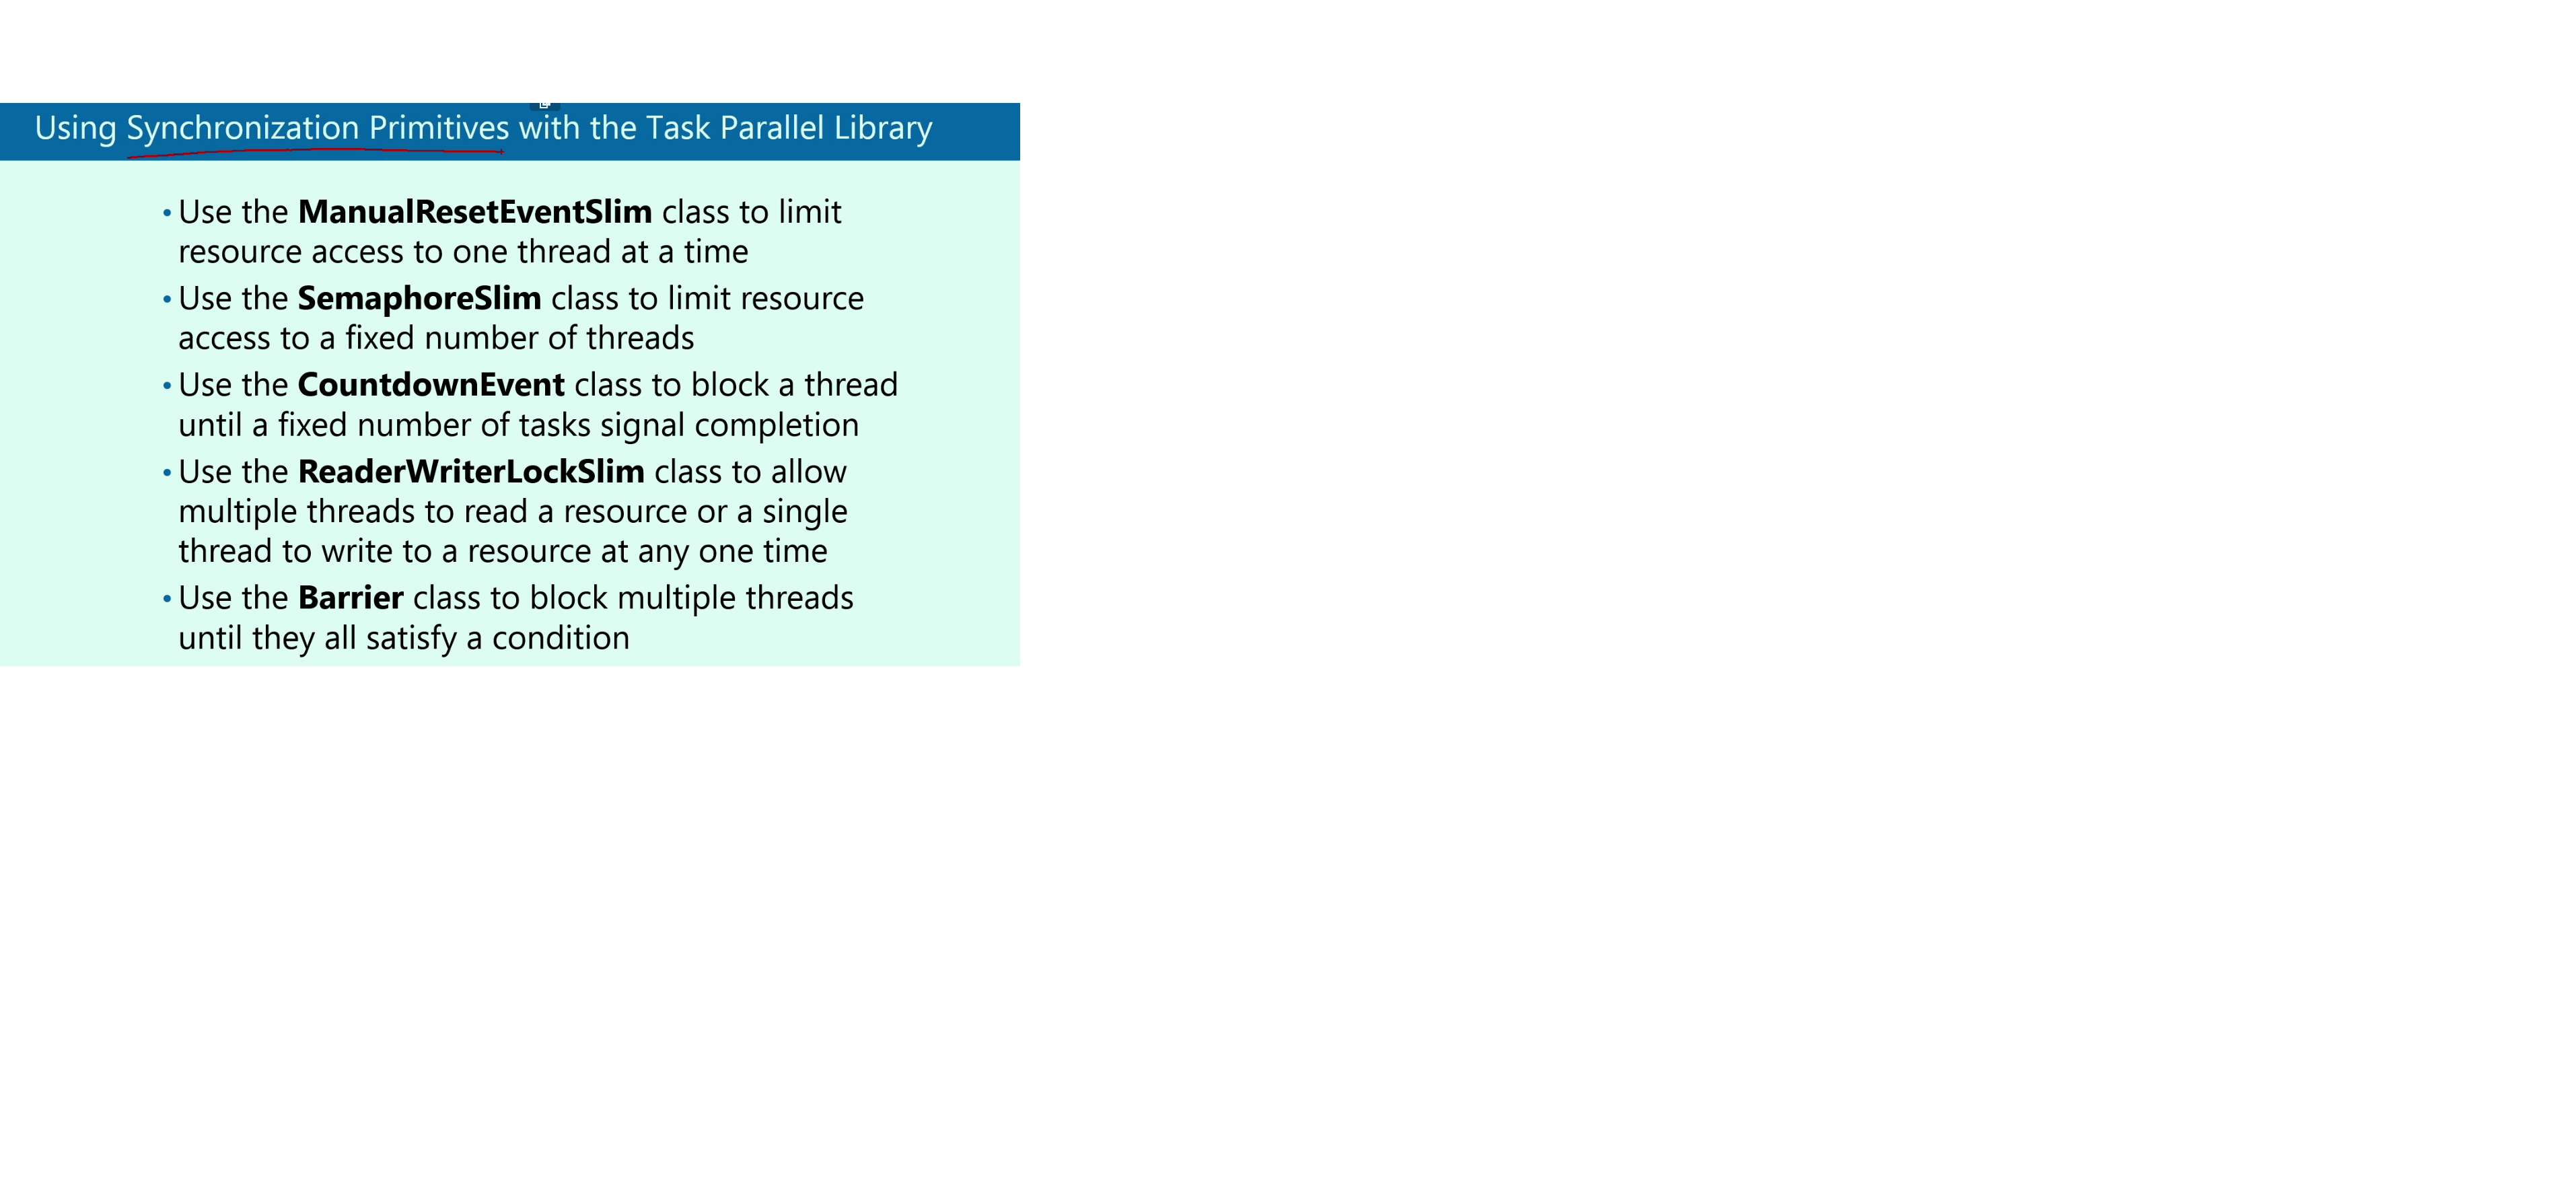 Using Synchronization Primitives with the Task Parallel Library
• Use the ManualResetEventSlim class to limit
resource access to one thread at a time
• Use the SemaphoreSlim class to limit resource
access to a fixed number of threads
• Use the CountdownEvent class to block a thread
until a fixed number of tasks signal completion
• Use the ReaderWriterLockSlim class to allow
multiple threads to read a resource or a single
thread to write to a resource at any one time
• Use the Barrier class to block multiple threads
until they all satisfy a condition